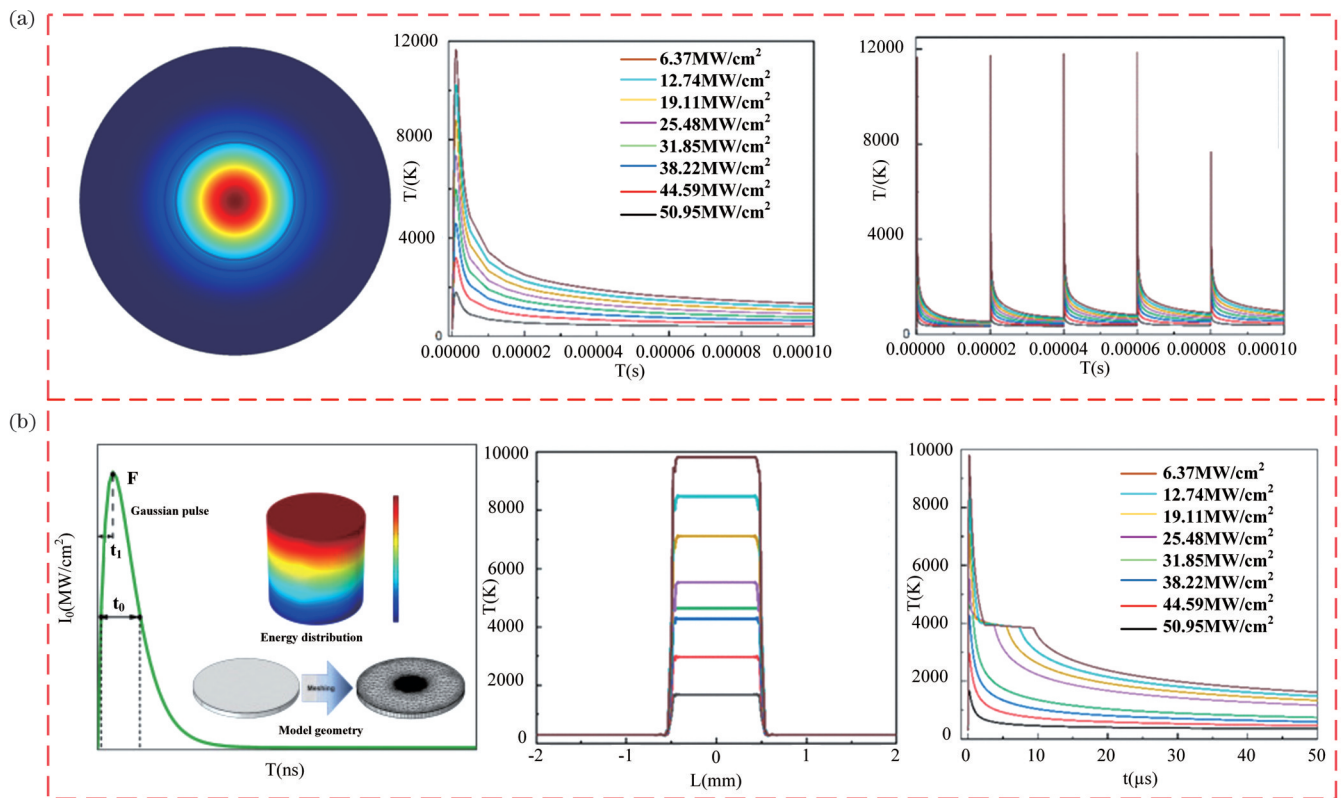 (a)
12000
8000
4000
0
T/(K)
6.37MW/cm²
12.74MW/cm²
19.11MW/cm²
25.48MW/cm²
31.85MW/cm²
38.22MW/cm²
44.59MW/cm²
50.95MW/cm²
0.00000 0.00002 0.00004 0.00006 0.00008 0.00010
T(s)
12000
8000
4000
0
T/(K)
0.00000 0.00002 0.00004 0.00006 0.00008 0.00010
T(s)
(b)
I₀(MW/cm²)
F
Gaussian pulse
t₁
t₀
Energy distribution
Meshing
Model geometry
T(ns)
10000
8000
6000
4000
2000
0
T(K)
-2 -1 0 1 2
L(mm)
10000
8000
6000
4000
2000
0
T(K)
6.37MW/cm²
12.74MW/cm²
19.11MW/cm²
25.48MW/cm²
31.85MW/cm²
38.22MW/cm²
44.59MW/cm²
50.95MW/cm²
0 10 20 30 40 50
t(μs)